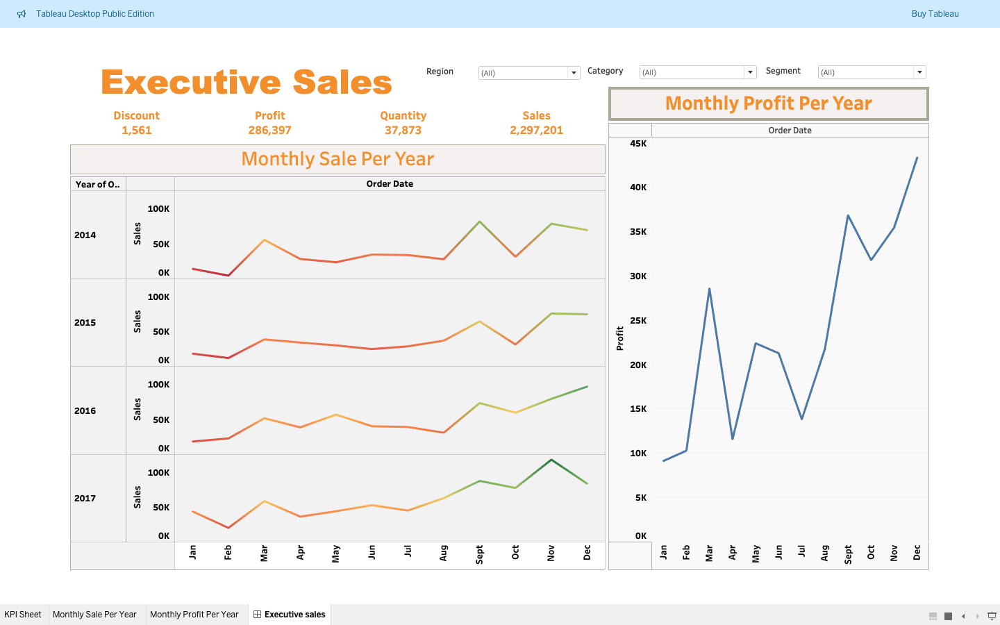 Tableau Desktop Public Edition
Buy Tableau
Executive Sales
Region
(All)
Category
(All)
Segment
(All)
Discount
1,561
Profit
286,397
Quantity
37,873
Sales
2,297,201
Monthly Sale Per Year
Year of O..
Order Date
2014
Sales
100K
50K
0K
2015
Sales
100K
50K
0K
2016
Sales
100K
50K
0K
2017
Sales
100K
50K
0K
Jan
Feb
Mar
Apr
May
Jun
Jul
Aug
Sept
Oct
Nov
Dec
Monthly Profit Per Year
Order Date
Profit
45K
40K
35K
30K
25K
20K
15K
10K
5K
0K
Jan
Feb
Mar
Apr
May
Jun
Jul
Aug
Sept
Oct
Nov
Dec
KPI Sheet
Monthly Sale Per Year
Monthly Profit Per Year
Executive sales